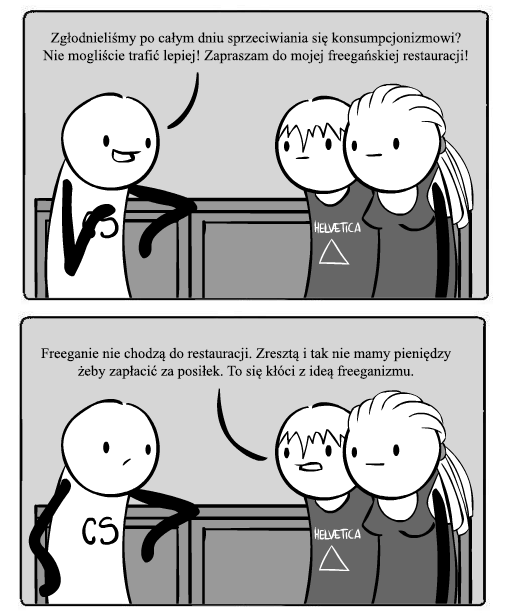 Zgłodnieliśmy po całym dniu sprzeciwiania się konsumpcjonizmowi?
Nie mogliście trafić lepiej! Zapraszam do mojej freegańskiej restauracji!
CS
HELVETICA
Freeganie nie chodzą do restauracji. Zresztą i tak nie mamy pieniędzy
żeby zapłacić za posiłek. To się kłóci z ideą freeganizmu.
CS
HELVETICA